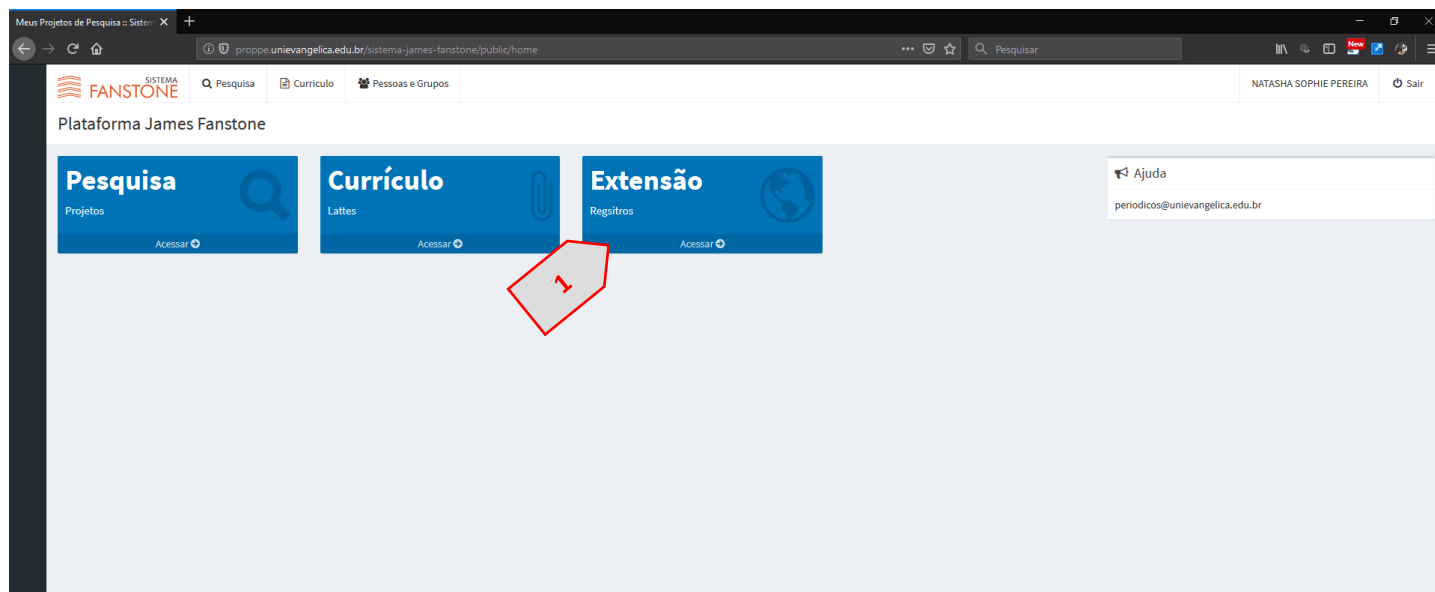 Meus Projetos de Pesquisa :: Sistem
proppe.unievangelica.edu.br/sistema-james-fanstone/public/home
Pesquisar
New
SISTEMA
FANSTONE
Pesquisa
Curriculo
Pessoas e Grupos
NATASHA SOPHIE PEREIRA
Sair
Plataforma James Fanstone
Pesquisa
Projetos
Acessar
Currículo
Lattes
Acessar
Extensão
Regsitros
Acessar
Ajuda
periodicos@unievangelica.edu.br
1